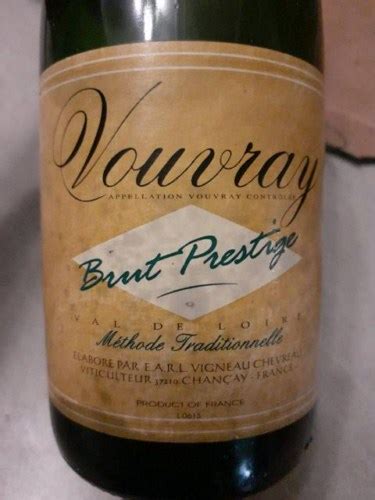 Vouvray
APPELLATION VOUVRAY CONTROLÉE
Brut Prestige
VAL DE LOIRE
Méthode Traditionnelle
ELABORE PAR E.A.R.L. VIGNEAU CHEVREAU
VITICULTEUR 37210 CHANÇAY - FRANCE
PRODUCT OF FRANCE